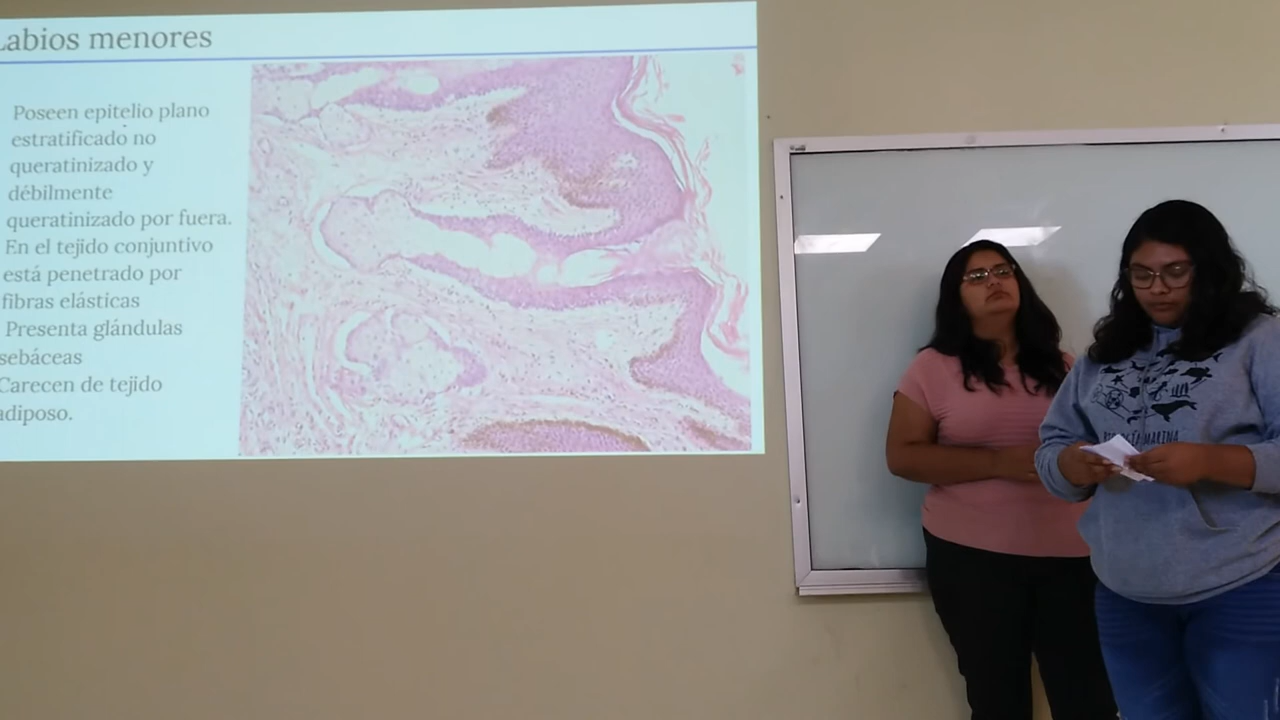 Labios menores
Poseen epitelio plano
estratificado no
queratinizado y
débilmente
queratinizado por fuera.
En el tejido conjuntivo
está penetrado por
fibras elásticas
Presenta glándulas
sebáceas
Carecen de tejido
adiposo.
MARINA